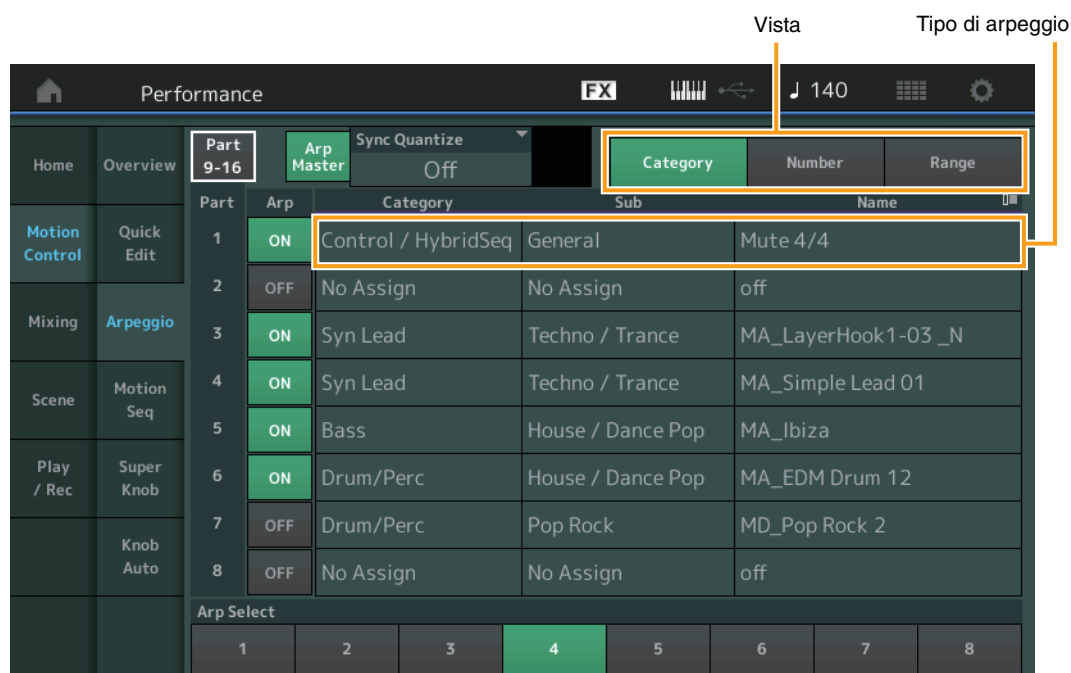 Vista
Tipo di arpeggio
Performance
FX
♩ 140
Home
Overview
Part
9-16
Arp
Master
Sync Quantize
Off
Category
Number
Range
Part
Arp
Category
Sub
Name
Motion
Control
Quick
Edit
1
ON
Control / HybridSeq
General
Mute 4/4
2
OFF
No Assign
No Assign
off
Mixing
Arpeggio
3
ON
Syn Lead
Techno / Trance
MA_LayerHook1-03 _N
Scene
Motion
Seq
4
ON
Syn Lead
Techno / Trance
MA_Simple Lead 01
5
ON
Bass
House / Dance Pop
MA_Ibiza
Play
/ Rec
Super
Knob
6
ON
Drum/Perc
House / Dance Pop
MA_EDM Drum 12
7
OFF
Drum/Perc
Pop Rock
MD_Pop Rock 2
Knob
Auto
8
OFF
No Assign
No Assign
off
Arp Select
1
2
3
4
5
6
7
8